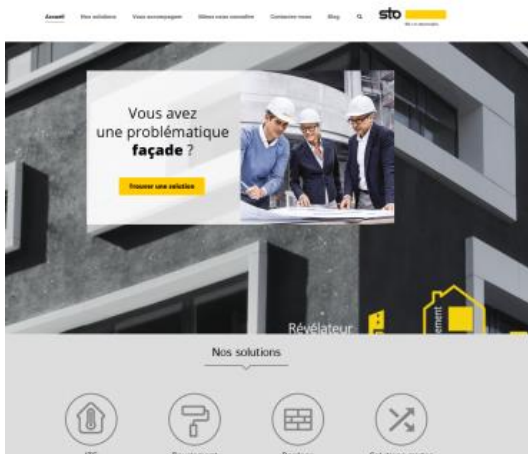 Accueil
Nos solutions
Vous accompagner
Mieux nous connaître
Contactez-nous
Blog
sto
Vous avez
une problématique
façade ?
Trouver une solution
Révélateur
Nos solutions